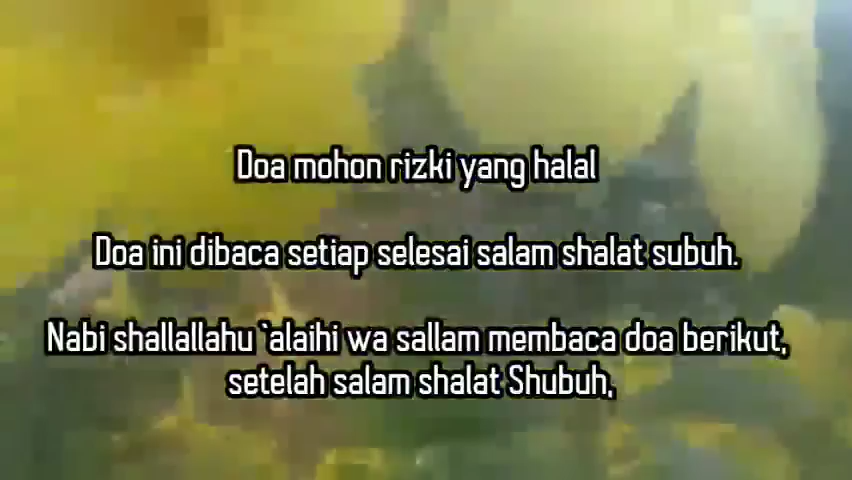 Doa mohon rizki yang halal
Doa ini dibaca setiap selesai salam shalat subuh.
Nabi shallallahu `alaihi wa sallam membaca doa berikut,
setelah salam shalat Shubuh,